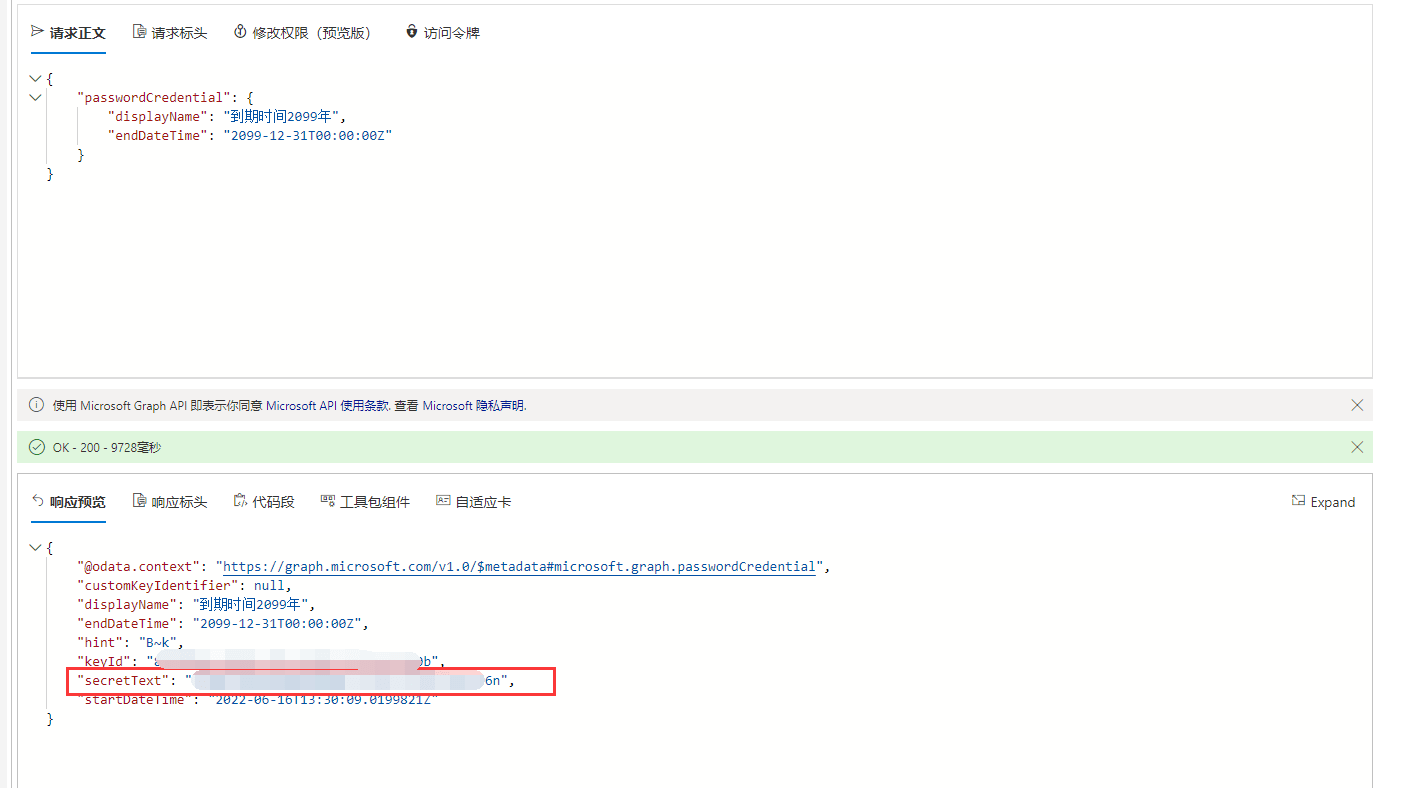 请求正文 请求标头 修改权限（预览版） 访问令牌
{
"passwordCredential": {
"displayName": "到期时间2099年",
"endDateTime": "2099-12-31T00:00:00Z"
}
}
使用 Microsoft Graph API 即表示你同意 Microsoft API 使用条款. 查看 Microsoft 隐私声明.
OK - 200 - 9728毫秒
响应预览 响应标头 代码段 工具包组件 自适应卡 Expand
{
"@odata.context": "https://graph.microsoft.com/v1.0/$metadata#microsoft.graph.passwordCredential",
"customKeyIdentifier": null,
"displayName": "到期时间2099年",
"endDateTime": "2099-12-31T00:00:00Z",
"hint": "B~k",
"keyId": "
"secretText": " 6n",
"startDateTime": "2022-06-16T13:30:09.0199821Z"
}